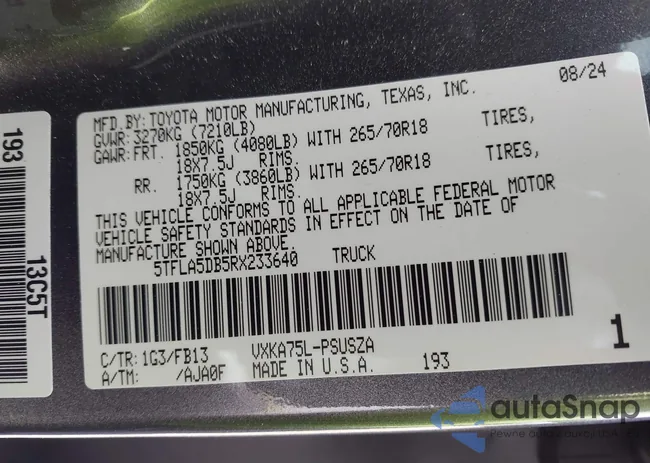 193
13C5T
MFD.BY:TOYOTA MOTOR MANUFACTURING, TEXAS, INC. 08/24
GVWR:3270KG (7210LB)
GAWR:FRT. 1850KG (4080LB) WITH 265/70R18 TIRES,
18X7.5J RIMS.
RR. 1750KG (3860LB) WITH 265/70R18 TIRES,
18X7.5J RIMS.
THIS VEHICLE CONFORMS TO ALL APPLICABLE FEDERAL MOTOR
VEHICLE SAFETY STANDARDS IN EFFECT ON THE DATE OF
MANUFACTURE SHOWN ABOVE.
5TFLA5DB5RX233640 TRUCK
C/TR:1G3/FB13 VXKA75L-PSUSZA 1
A/TM: /AJA0F MADE IN U.S.A. 193
autaSnap